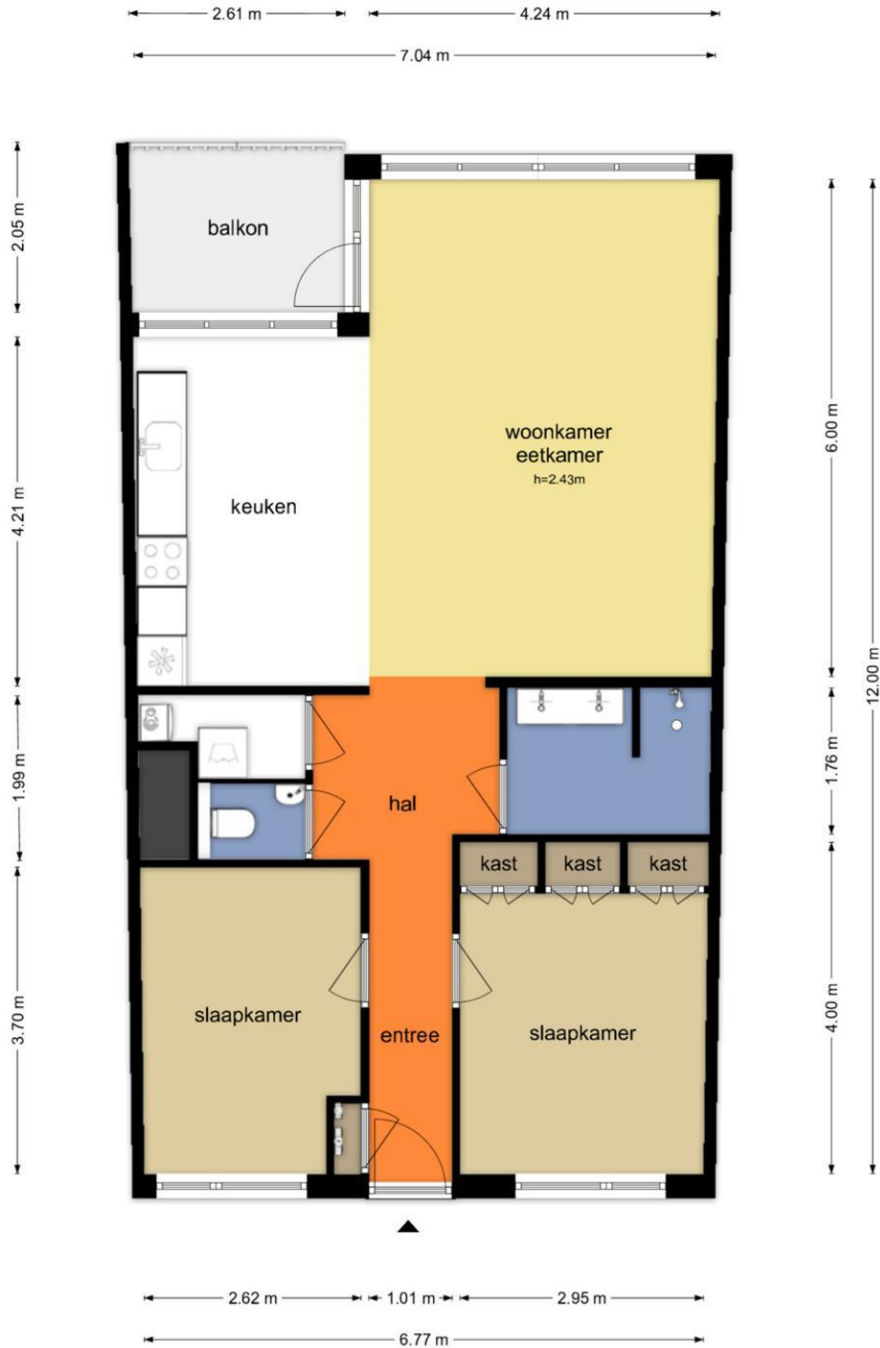 2.61 m
4.24 m
7.04 m
balkon
2.05 m
woonkamer
eetkamer
h=2.43m
6.00 m
keuken
4.21 m
12.00 m
1.99 m
hal
1.76 m
kast
kast
kast
slaapkamer
entree
slaapkamer
3.70 m
4.00 m
2.62 m
1.01 m
2.95 m
6.77 m